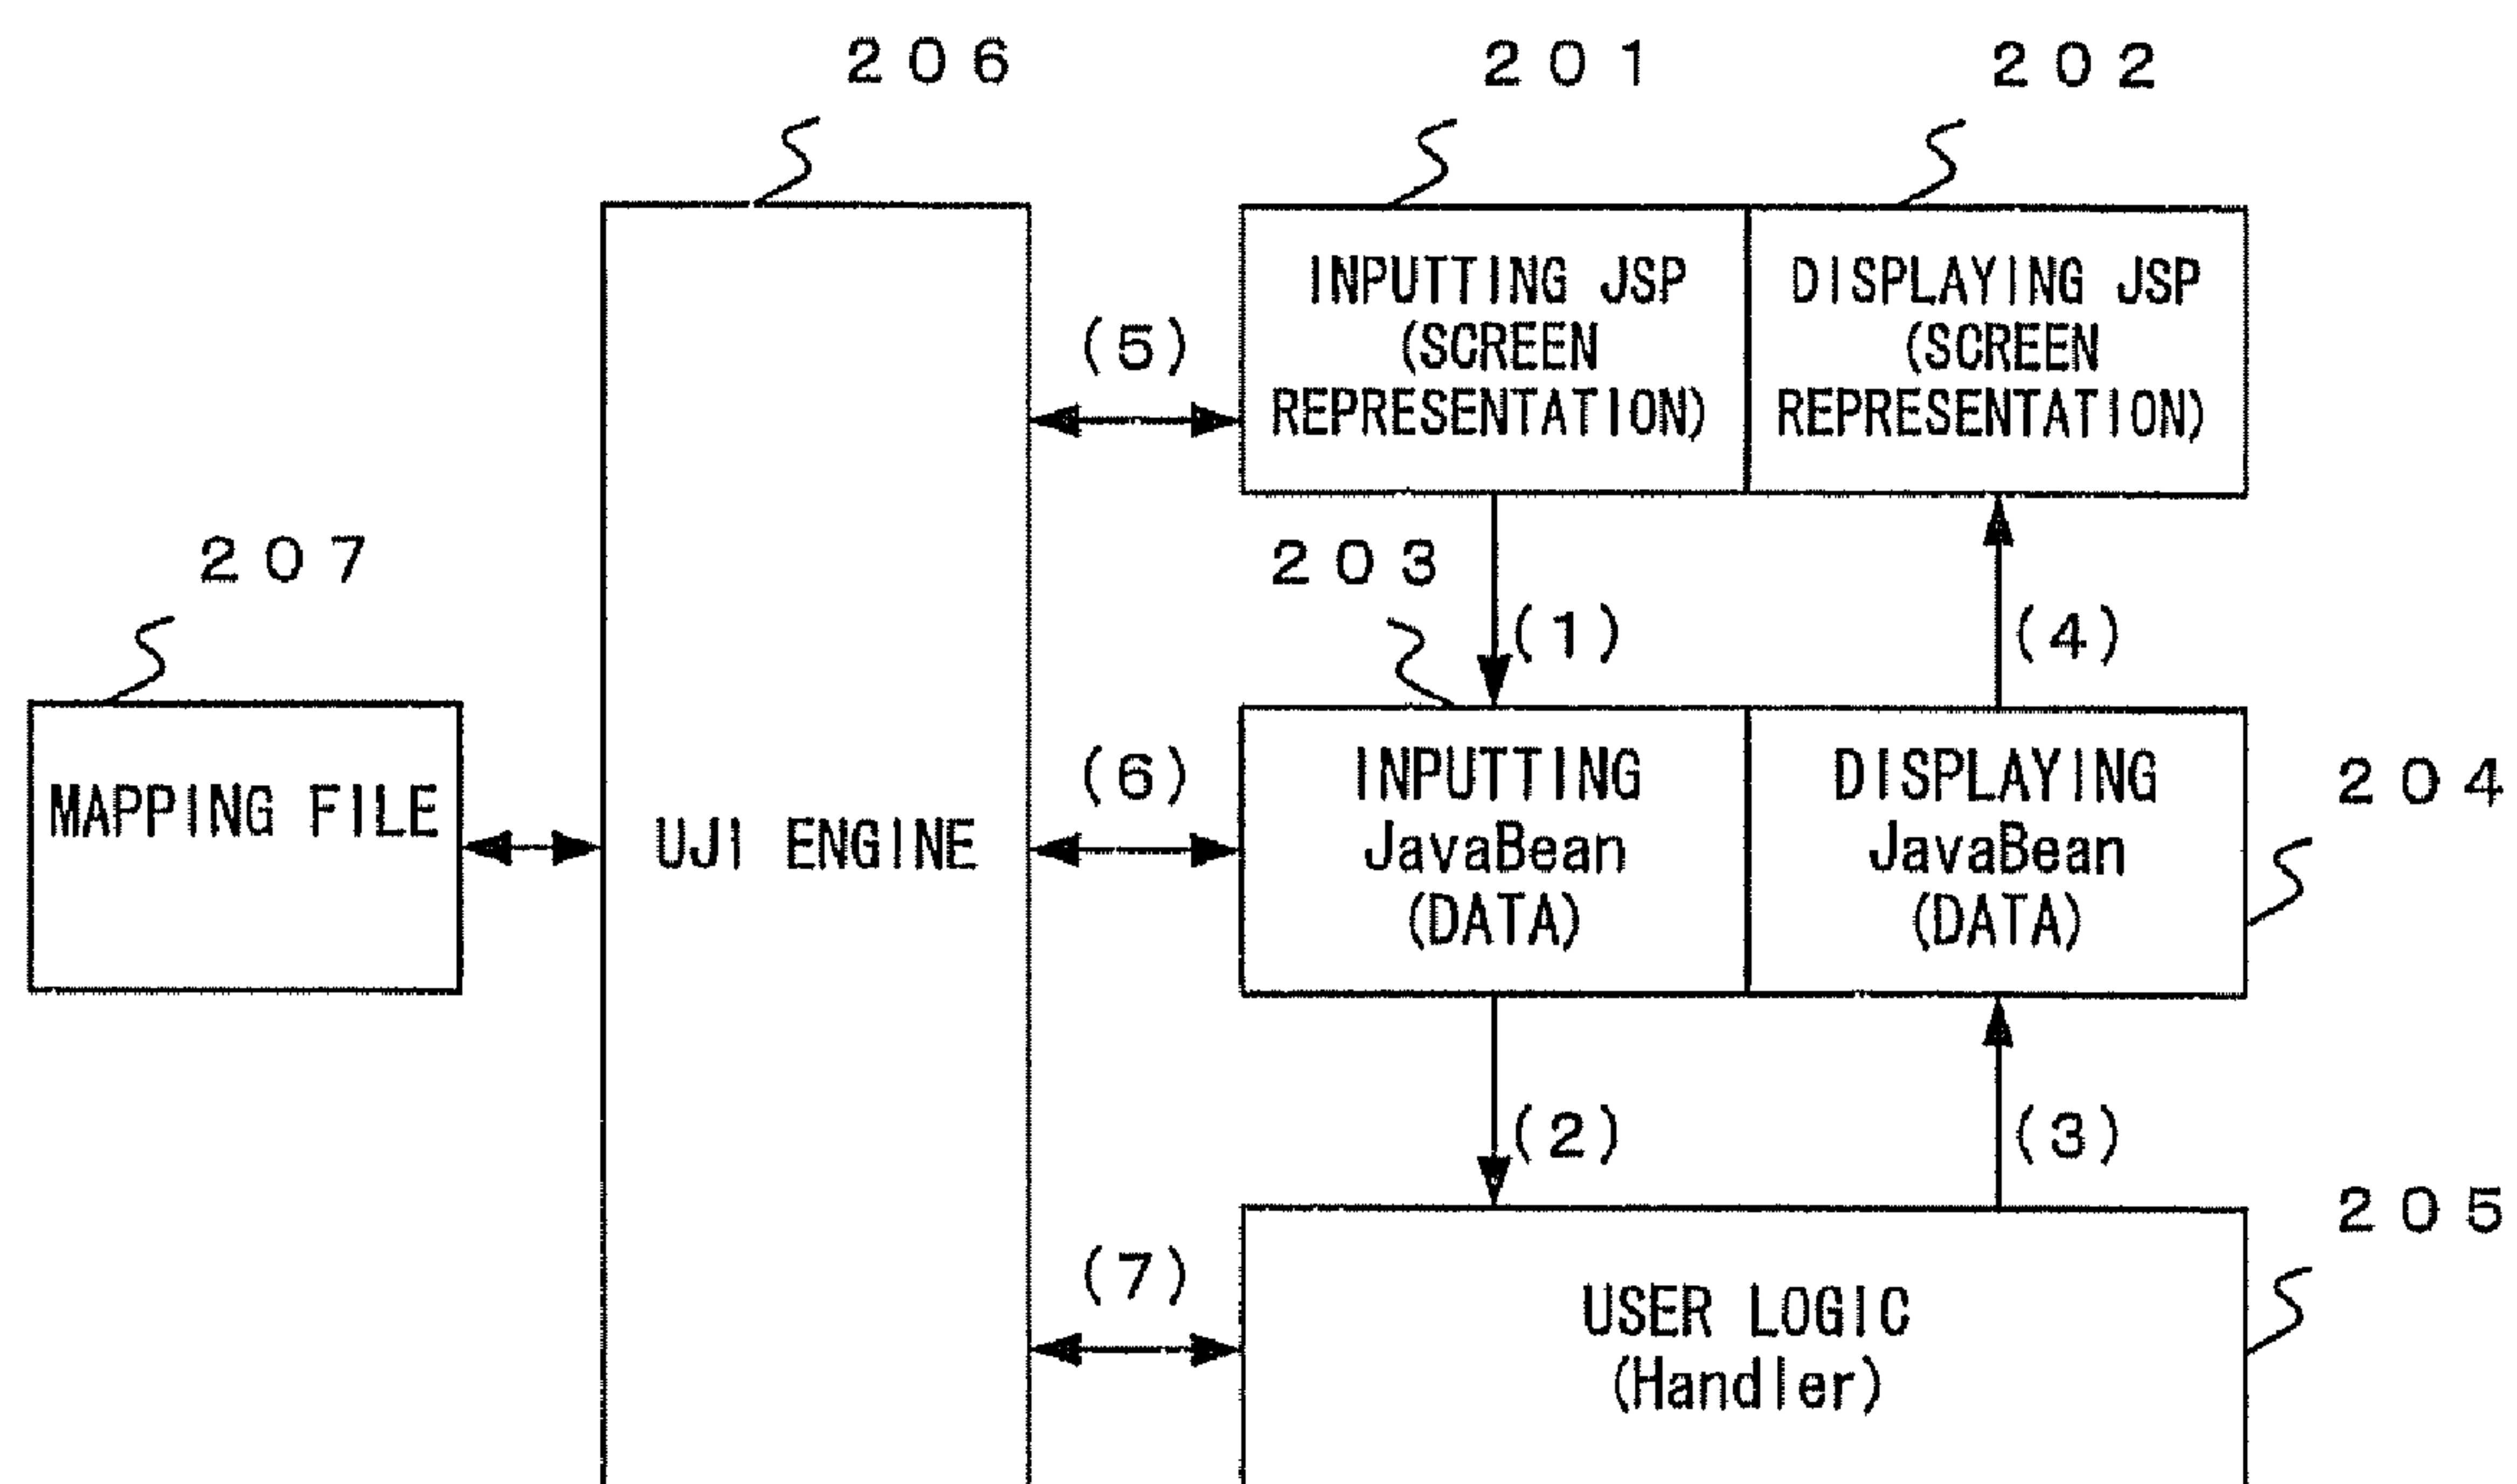 206
201
202
INPUTTING JSP
(SCREEN
REPRESENTATION)
DISPLAYING JSP
(SCREEN
REPRESENTATION)
(5)
207
203
(1)
(4)
MAPPING FILE
UJI ENGINE
(6)
INPUTTING
JavaBean
(DATA)
DISPLAYING
JavaBean
(DATA)
204
(2)
(3)
205
(7)
USER LOGIC
(Handler)